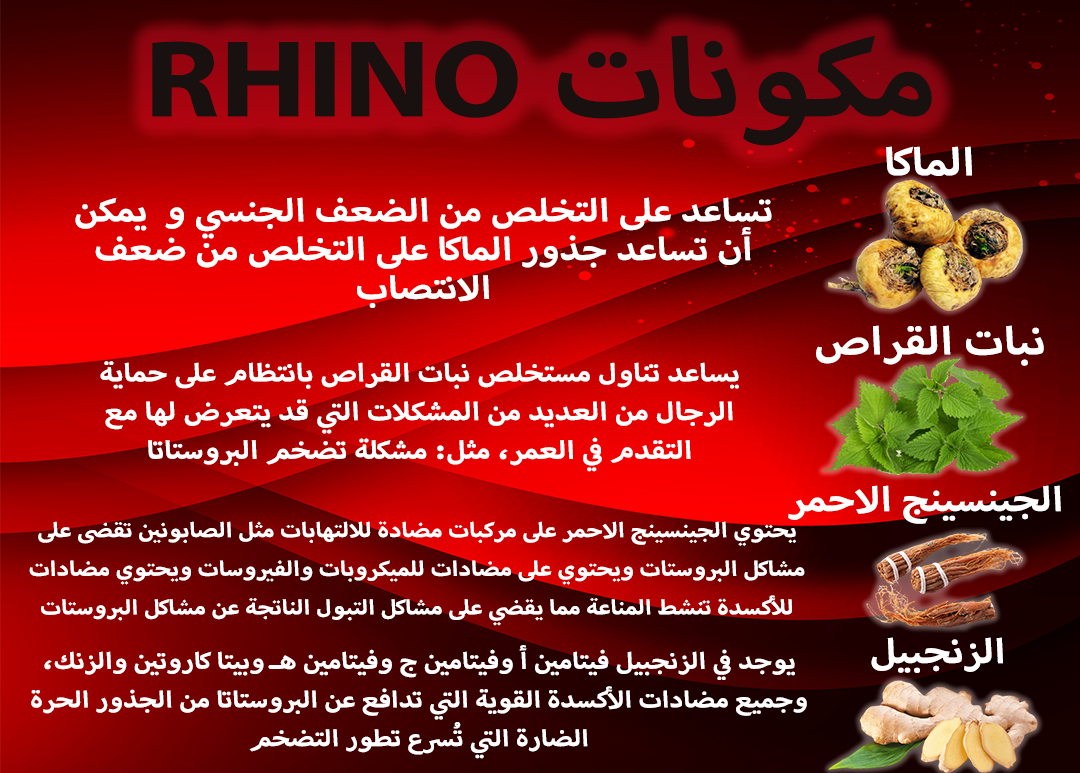 مكونات RHINO
الماكا
تساعد على التخلص من الضعف الجنسي و يمكن
أن تساعد جذور الماكا على التخلص من ضعف
الانتصاب
نبات القراص
يساعد تناول مستخلص نبات القراص بانتظام على حماية
الرجال من العديد من المشكلات التي قد يتعرض لها مع
التقدم في العمر، مثل: مشكلة تضخم البروستاتا
الجينسينج الاحمر
يحتوي الجينسينج الاحمر على مركبات مضادة للالتهابات مثل الصابونين تقضى على
مشاكل البروستات ويحتوي على مضادات للميكروبات والفيروسات ويحتوي مضادات
للأكسدة تنشط المناعة مما يقضي على مشاكل التبول الناتجة عن مشاكل البروستات
الزنجبيل
يوجد في الزنجبيل فيتامين أ وفيتامين ج وفيتامين هـ وبيتا كاروتين والزنك،
وجميع مضادات الأكسدة القوية التي تدافع عن البروستاتا من الجذور الحرة
الضارة التي تُسرع تطور التضخم